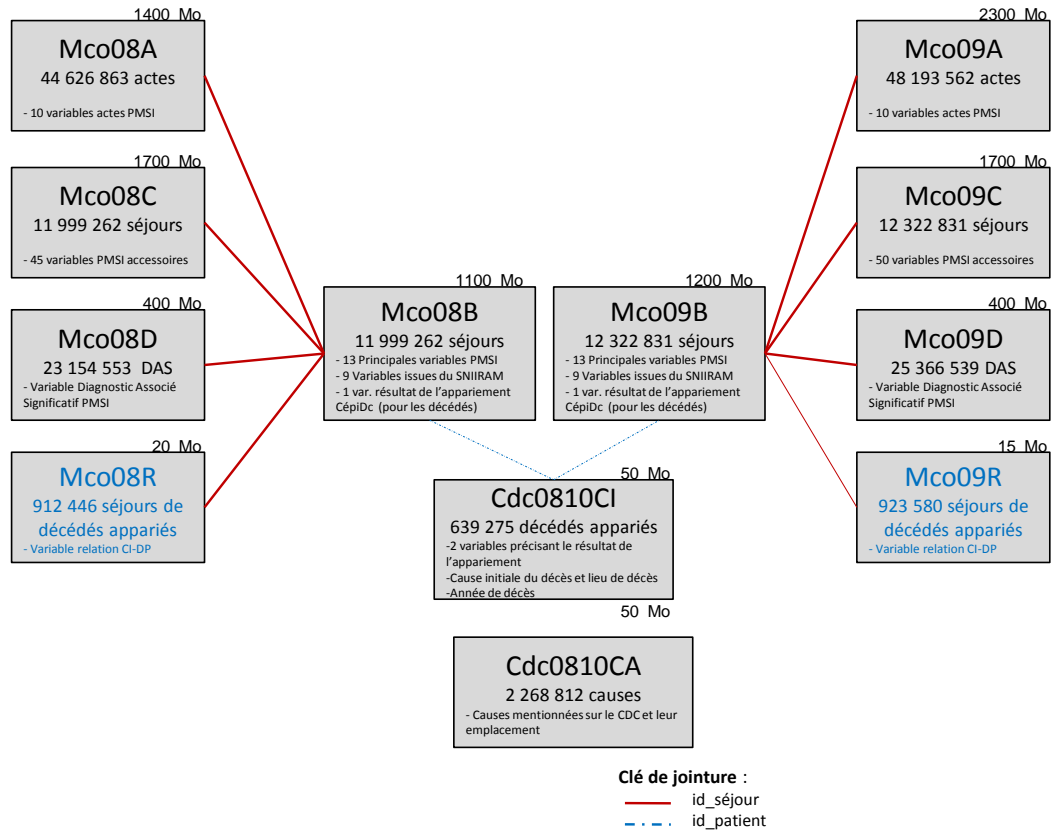 1400 Mo
Mco08A
44 626 863 actes
- 10 variables actes PMSI
1700 Mo
Mco08C
11 999 262 séjours
- 45 variables PMSI accessoires
400 Mo
Mco08D
23 154 553 DAS
- Variable Diagnostic Associé
Significatif PMSI
20 Mo
Mco08R
912 446 séjours de
décédés appariés
- Variable relation CI-DP
1100 Mo
Mco08B
11 999 262 séjours
- 13 Principales variables PMSI
- 9 Variables issues du SNIIRAM
- 1 var. résultat de l'appariement
CépiDc (pour les décédés)
1200 Mo
Mco09B
12 322 831 séjours
- 13 Principales variables PMSI
- 9 Variables issues du SNIIRAM
- 1 var. résultat de l'appariement
CépiDc (pour les décédés)
2300 Mo
Mco09A
48 193 562 actes
- 10 variables actes PMSI
1700 Mo
Mco09C
12 322 831 séjours
- 50 variables PMSI accessoires
400 Mo
Mco09D
25 366 539 DAS
- Variable Diagnostic Associé
Significatif PMSI
15 Mo
Mco09R
923 580 séjours de
décédés appariés
- Variable relation CI-DP
50 Mo
Cdc0810CI
639 275 décédés appariés
-2 variables précisant le résultat de
l'appariement
-Cause initiale du décès et lieu de décès
-Année de décès
50 Mo
Cdc0810CA
2 268 812 causes
- Causes mentionnées sur le CDC et leur
emplacement
Clé de jointure :
id_séjour
id_patient